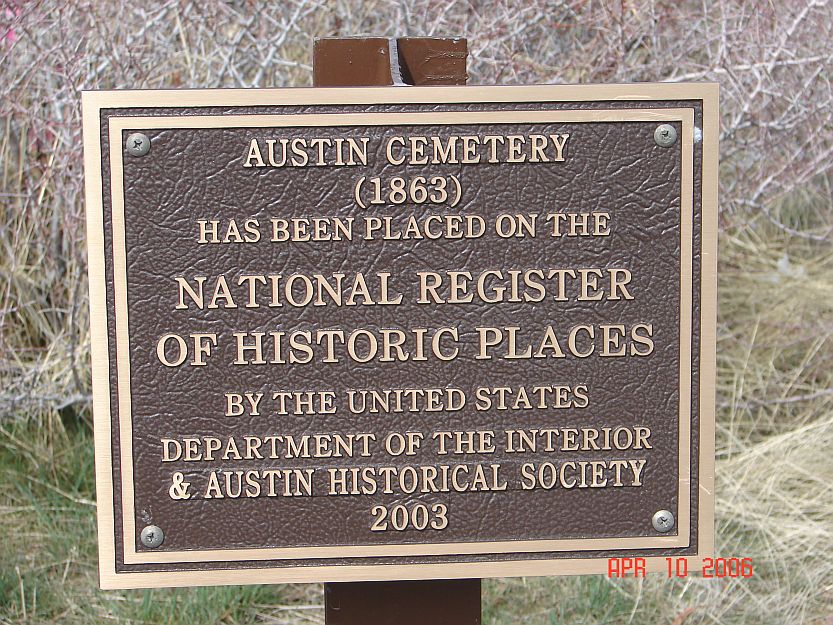 AUSTIN CEMETERY
(1863)
HAS BEEN PLACED ON THE
NATIONAL REGISTER
OF HISTORIC PLACES
BY THE UNITED STATES
DEPARTMENT OF THE INTERIOR
& AUSTIN HISTORICAL SOCIETY
2003
APR 10 2006